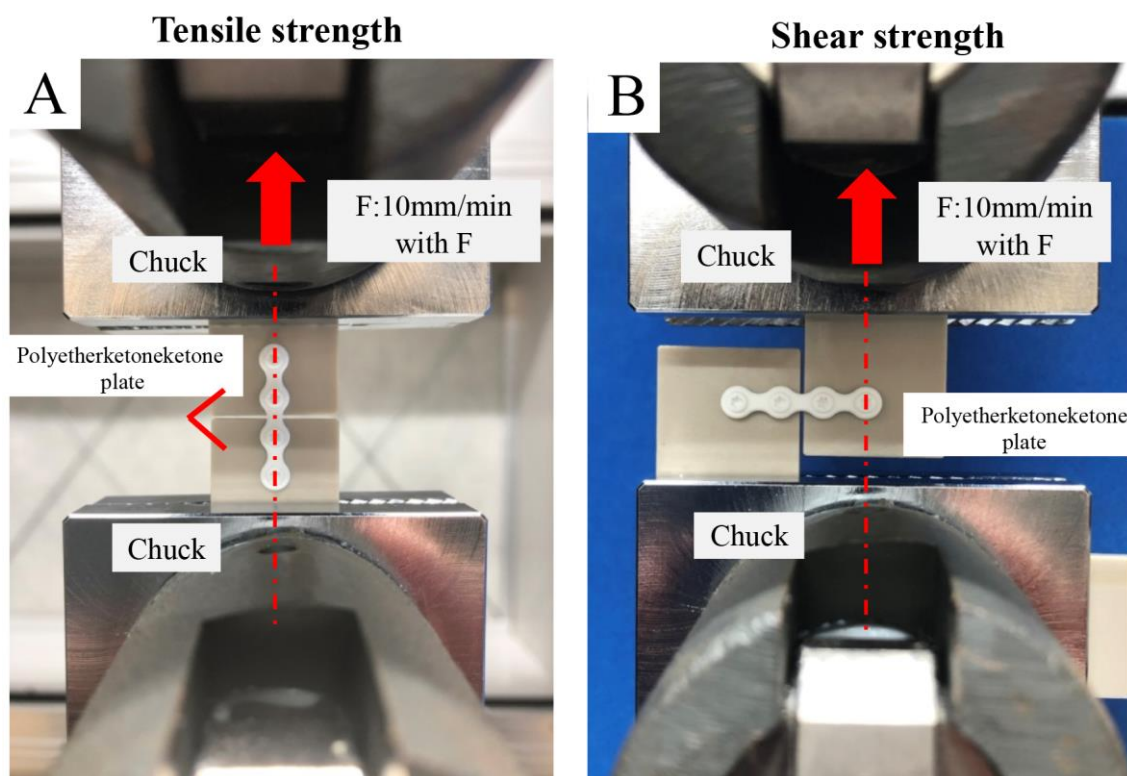 Tensile strength
Shear strength
A
F:10mm/min
with F
Chuck
Polyetherketoneketone
plate
Chuck
B
F:10mm/min
with F
Chuck
Polyetherketoneketone
plate
Chuck